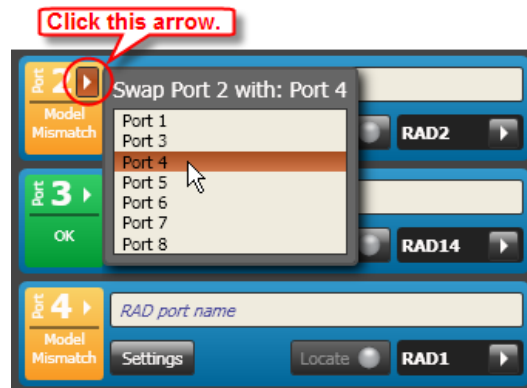 Click this arrow.
Port 2
Model Mismatch
Swap Port 2 with: Port 4
Port 1
Port 3
Port 4
Port 5
Port 6
Port 7
Port 8
RAD2
Port 3
OK
RAD14
Port 4
Model Mismatch
RAD port name
Settings
Locate
RAD1